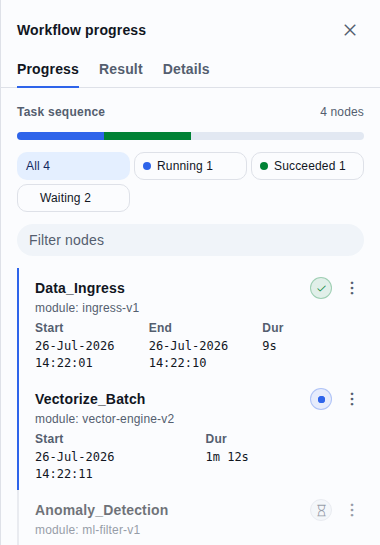 Workflow progress
Progress Result Details
Task sequence 4 nodes
All 4 Running 1 Succeeded 1
Waiting 2
Filter nodes
Data_Ingress
module: ingress-v1
Start End Dur
26-Jul-2026 26-Jul-2026 9s
14:22:01 14:22:10
Vectorize_Batch
module: vector-engine-v2
Start Dur
26-Jul-2026 1m 12s
14:22:11
Anomaly_Detection
module: ml-filter-v1